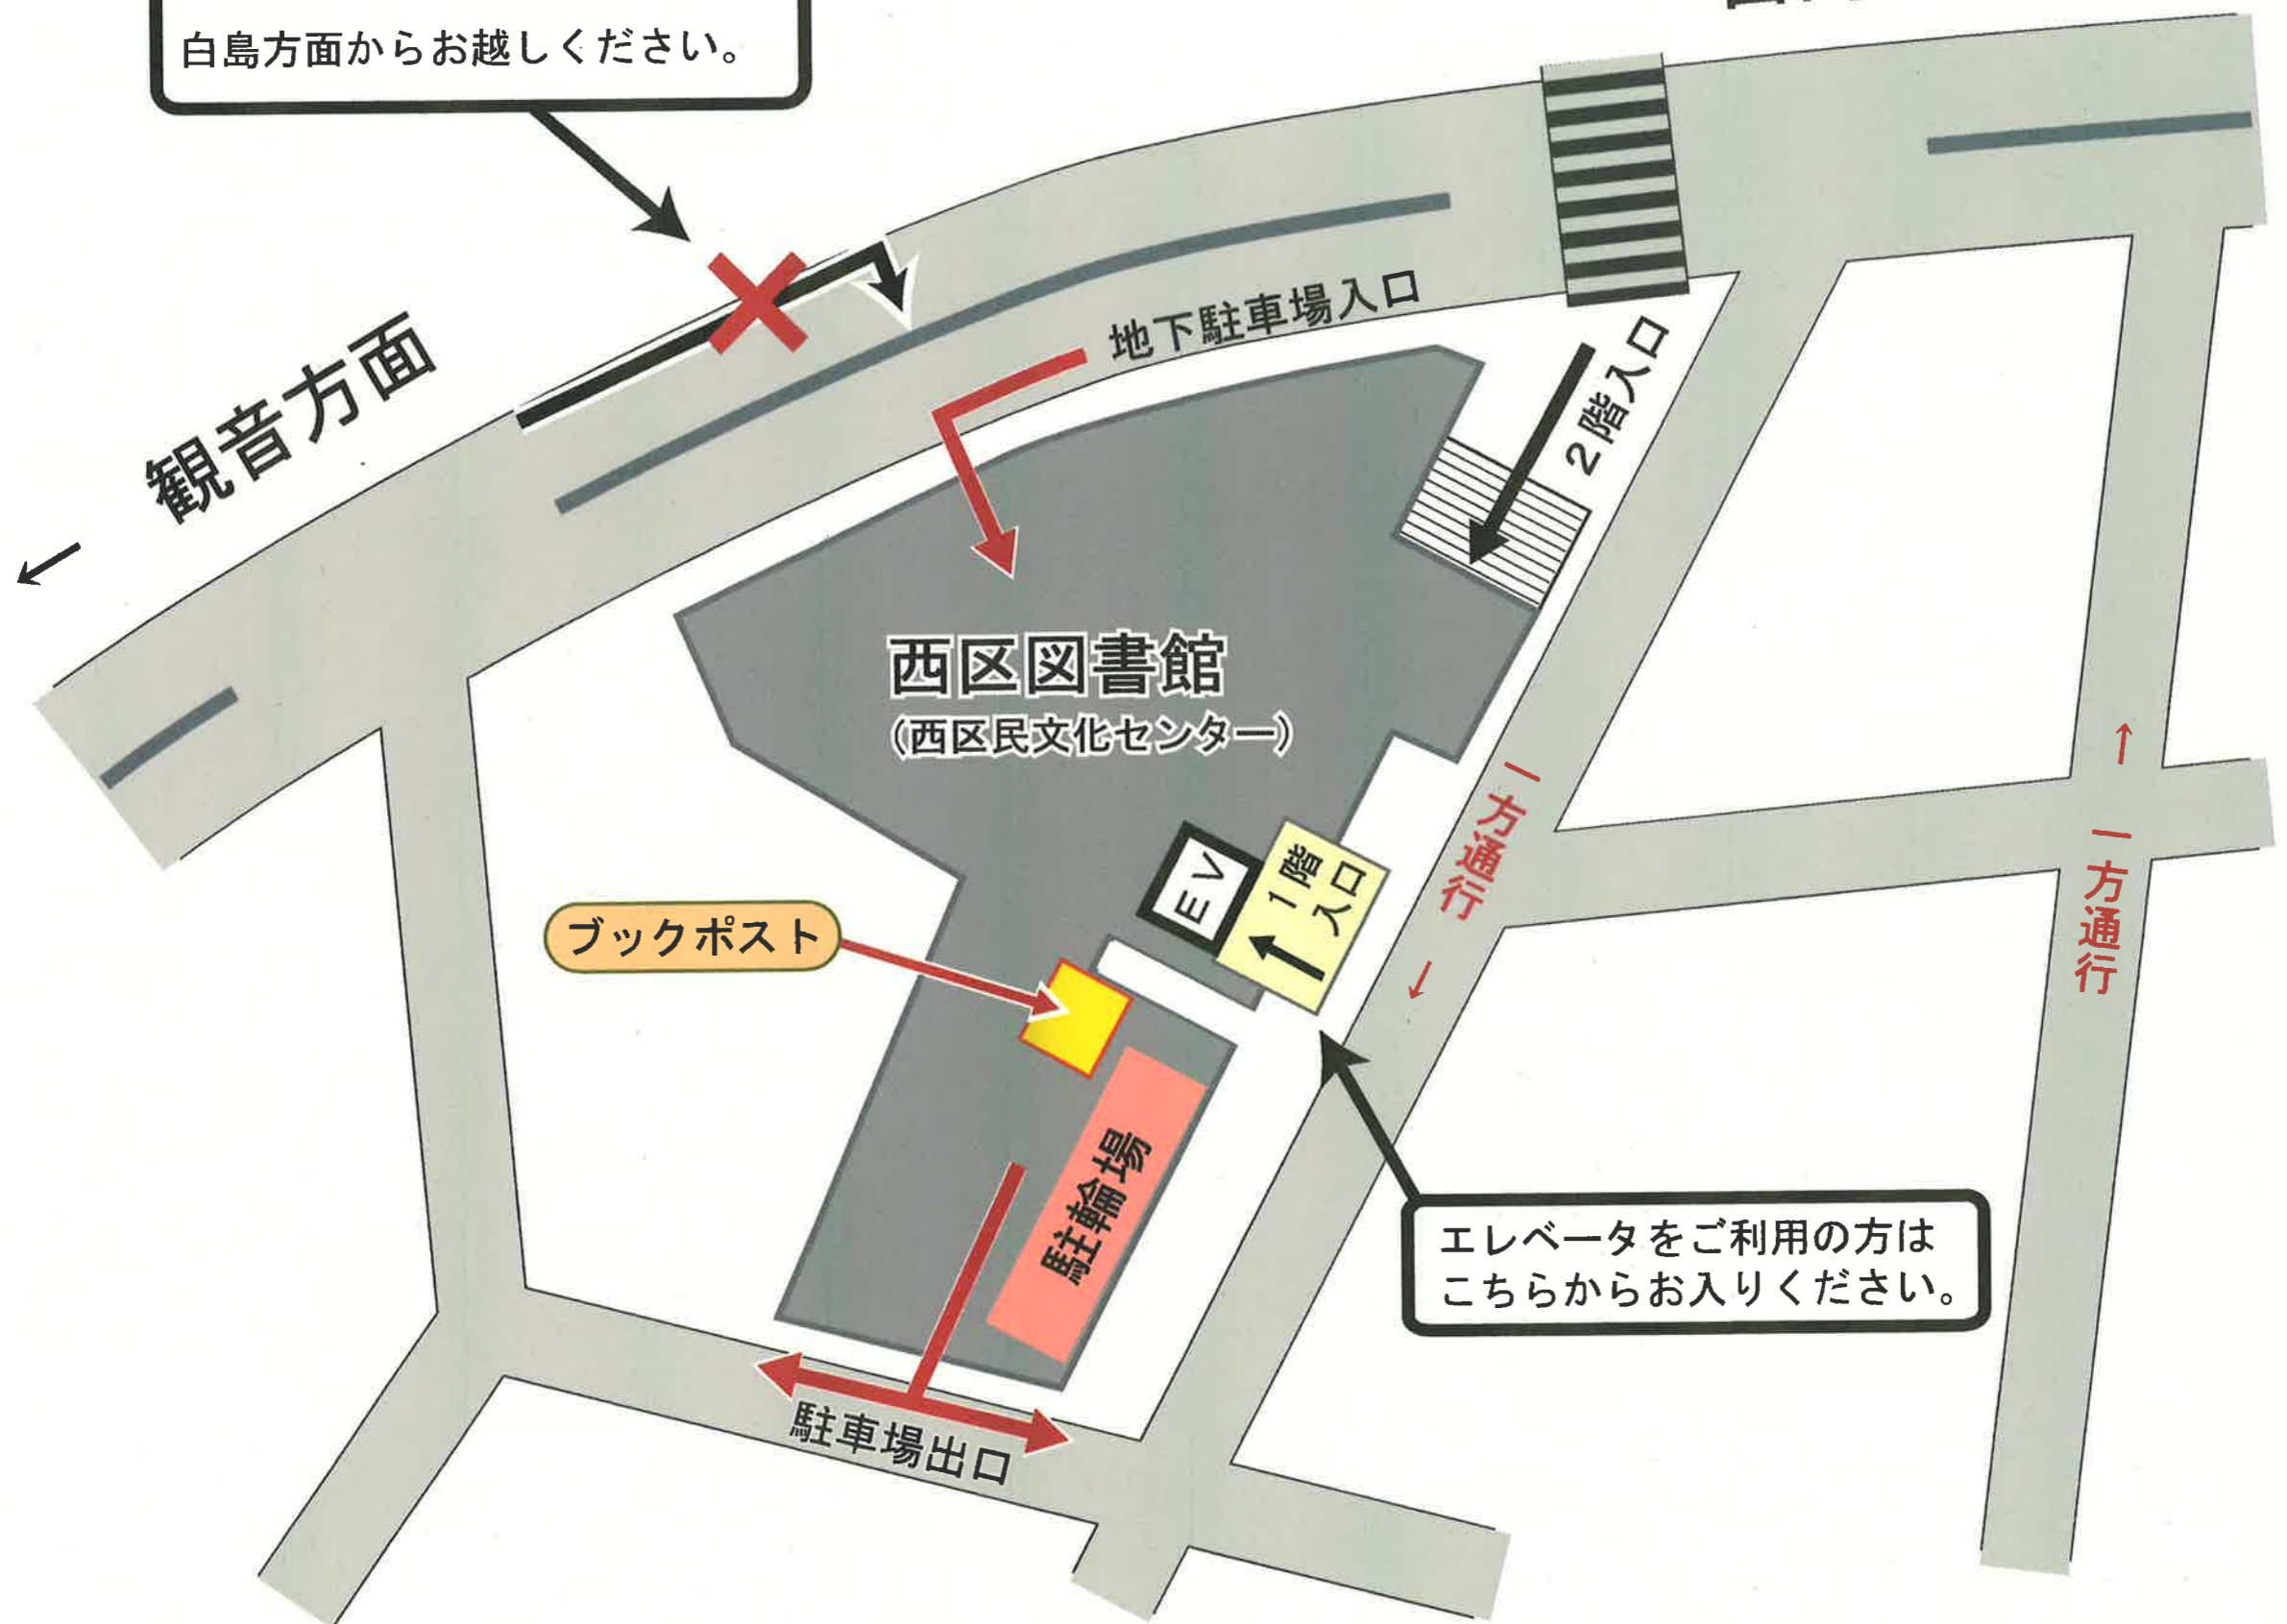 白島方面からお越しください。
観音方面
←
地下駐車場入口
2階入口
西区図書館
(西区民文化センター)
一方通行
↓
↑
一方通行
EV
1階
入口
ブックポスト
駐輪場
エレベータをご利用の方は
こちらからお入りください。
駐車場出口